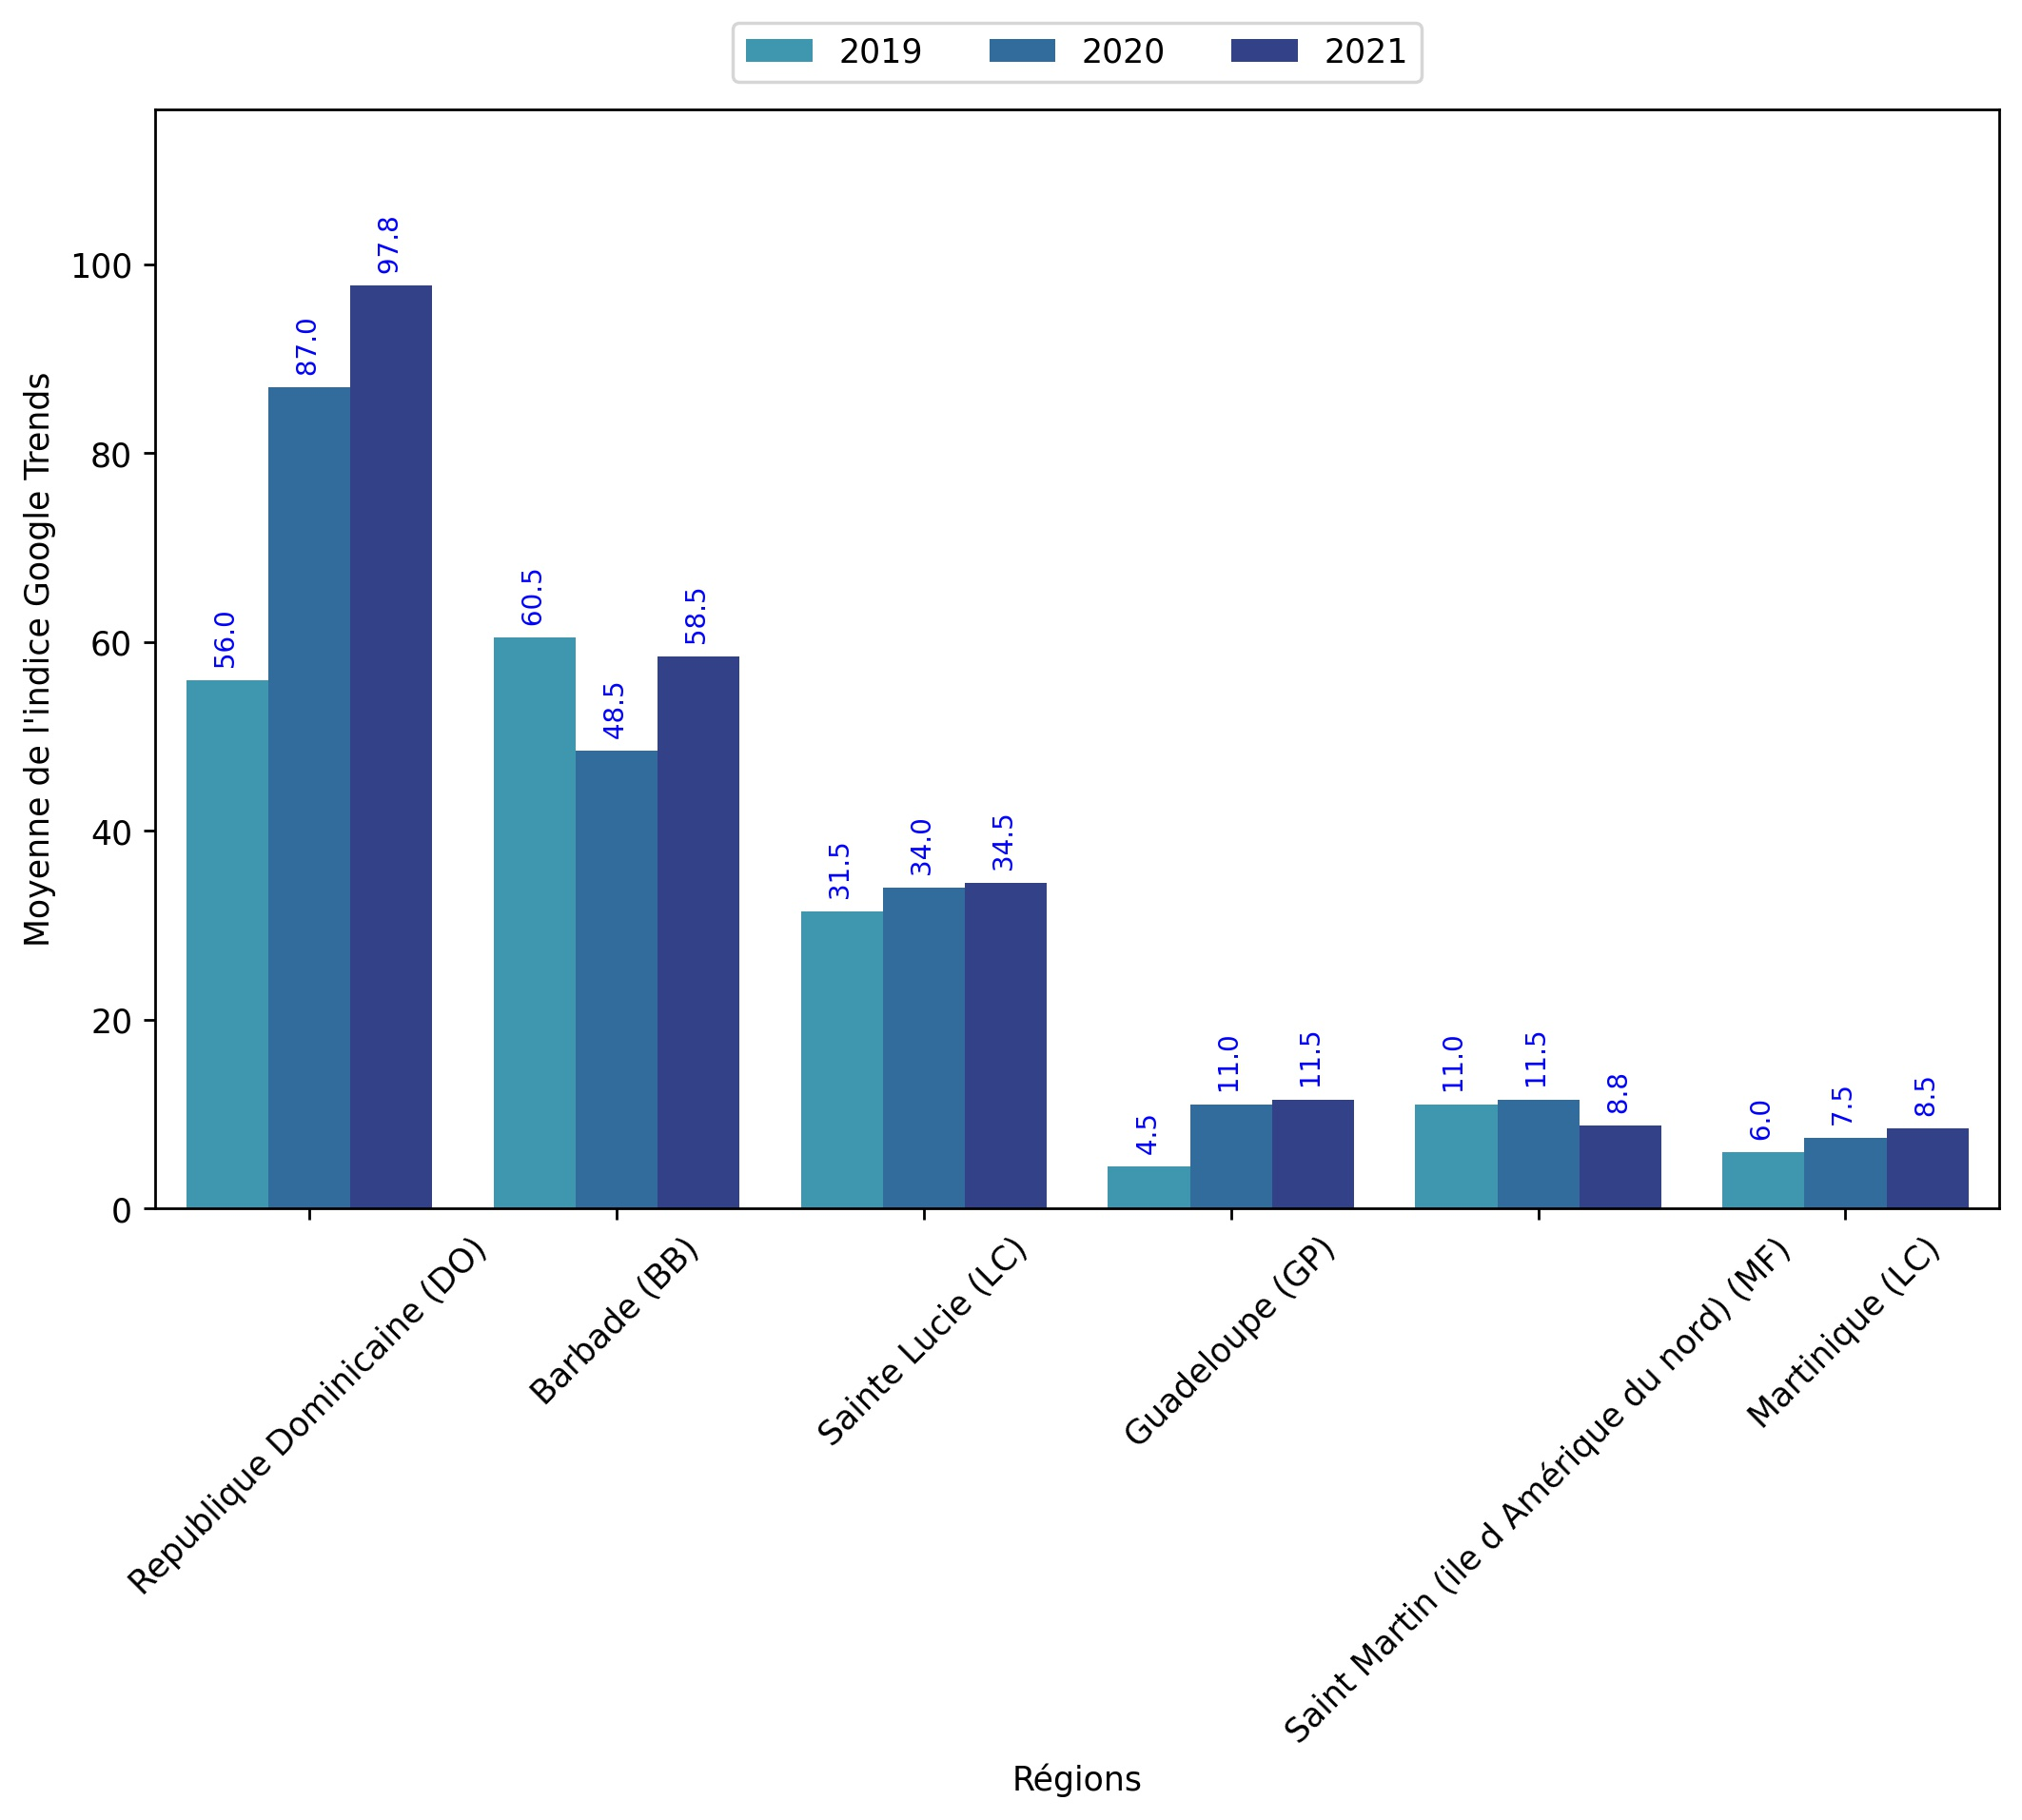 2019 2020 2021
Moyenne de l'indice Google Trends
100
80
60
40
20
0
56.0 87.0 97.8
60.5 48.5 58.5
31.5 34.0 34.5
4.5 11.0 11.5
11.0 11.5 8.8
6.0 7.5 8.5
Republique Dominicaine (DO)
Barbade (BB)
Sainte Lucie (LC)
Guadeloupe (GP)
Saint Martin (ile d Amérique du nord) (MF)
Martinique (LC)
Régions